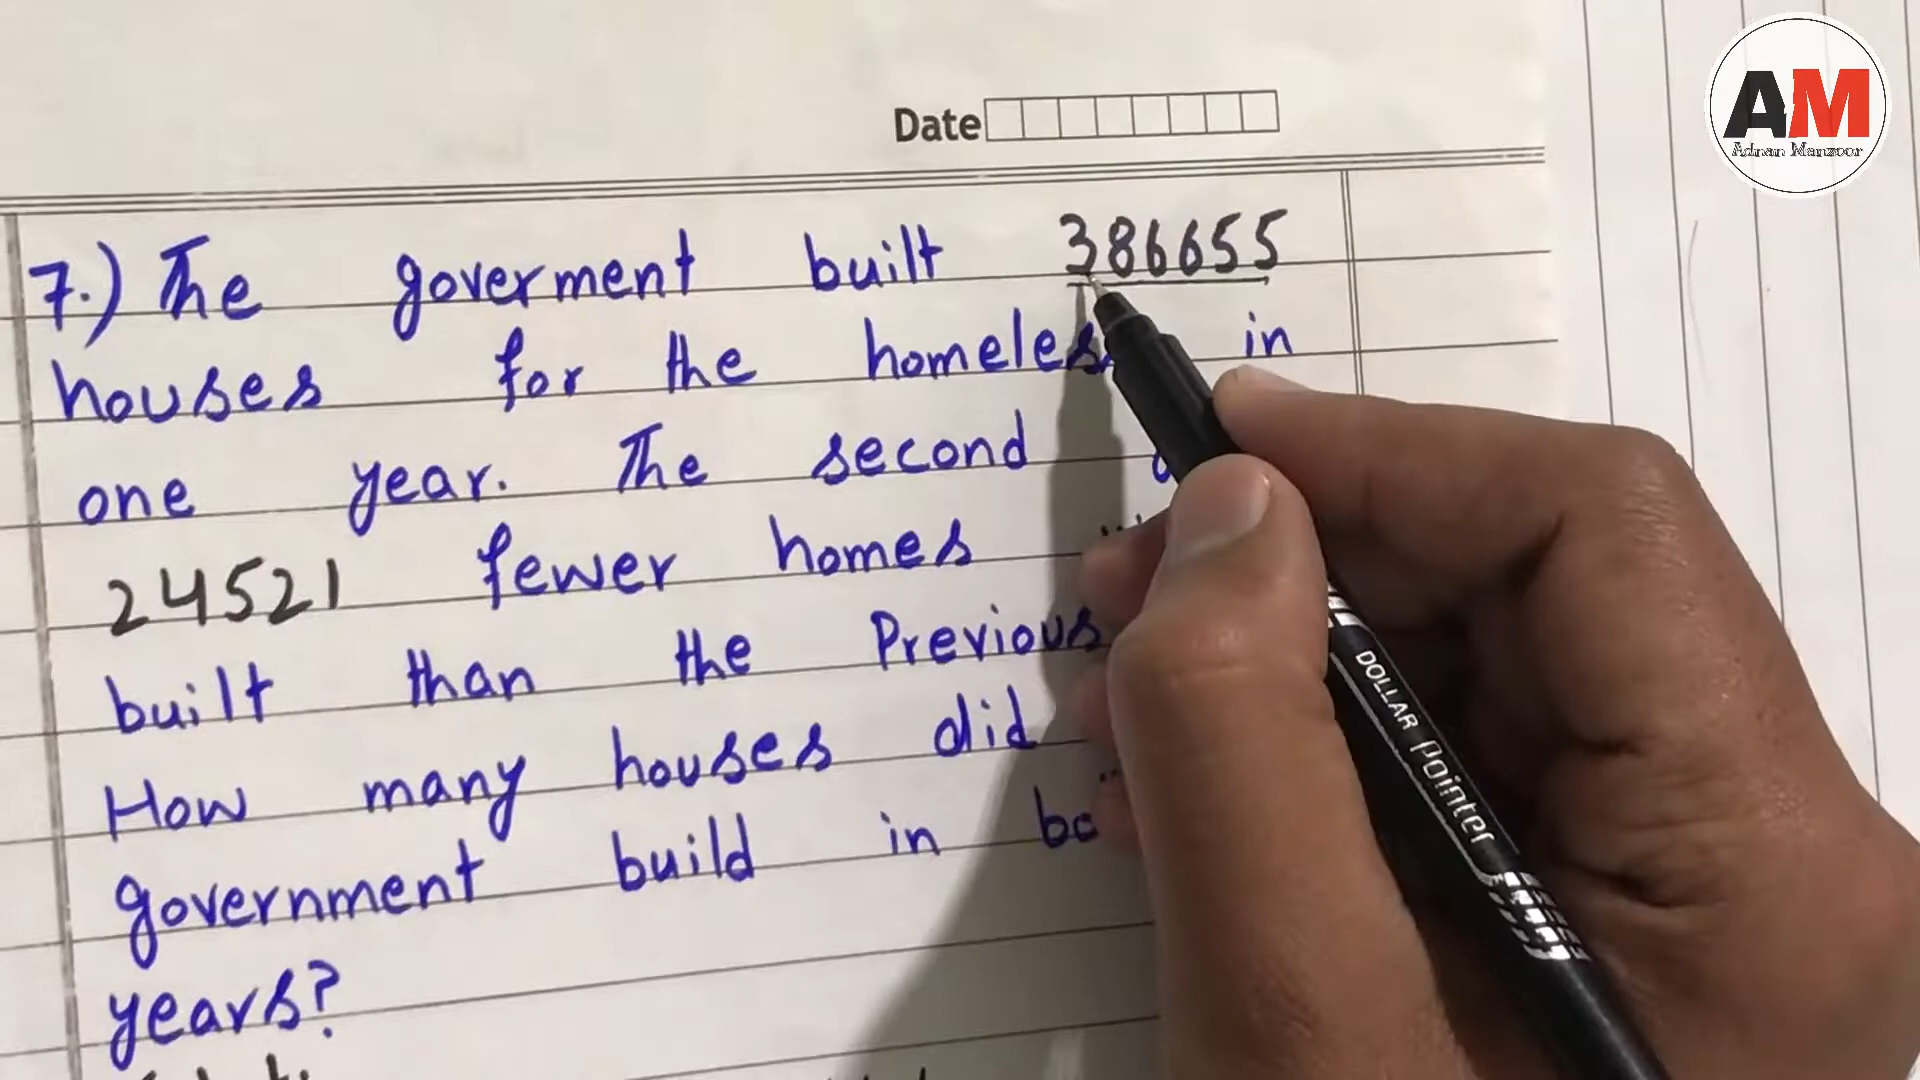 AM
Adnan Manzoor
Date
7.) The goverment built 386655
houses for the in
one year. The second
24521 fewer homes
built than the Previous
How many houses did
government build in
years?
DOLLAR Pointer